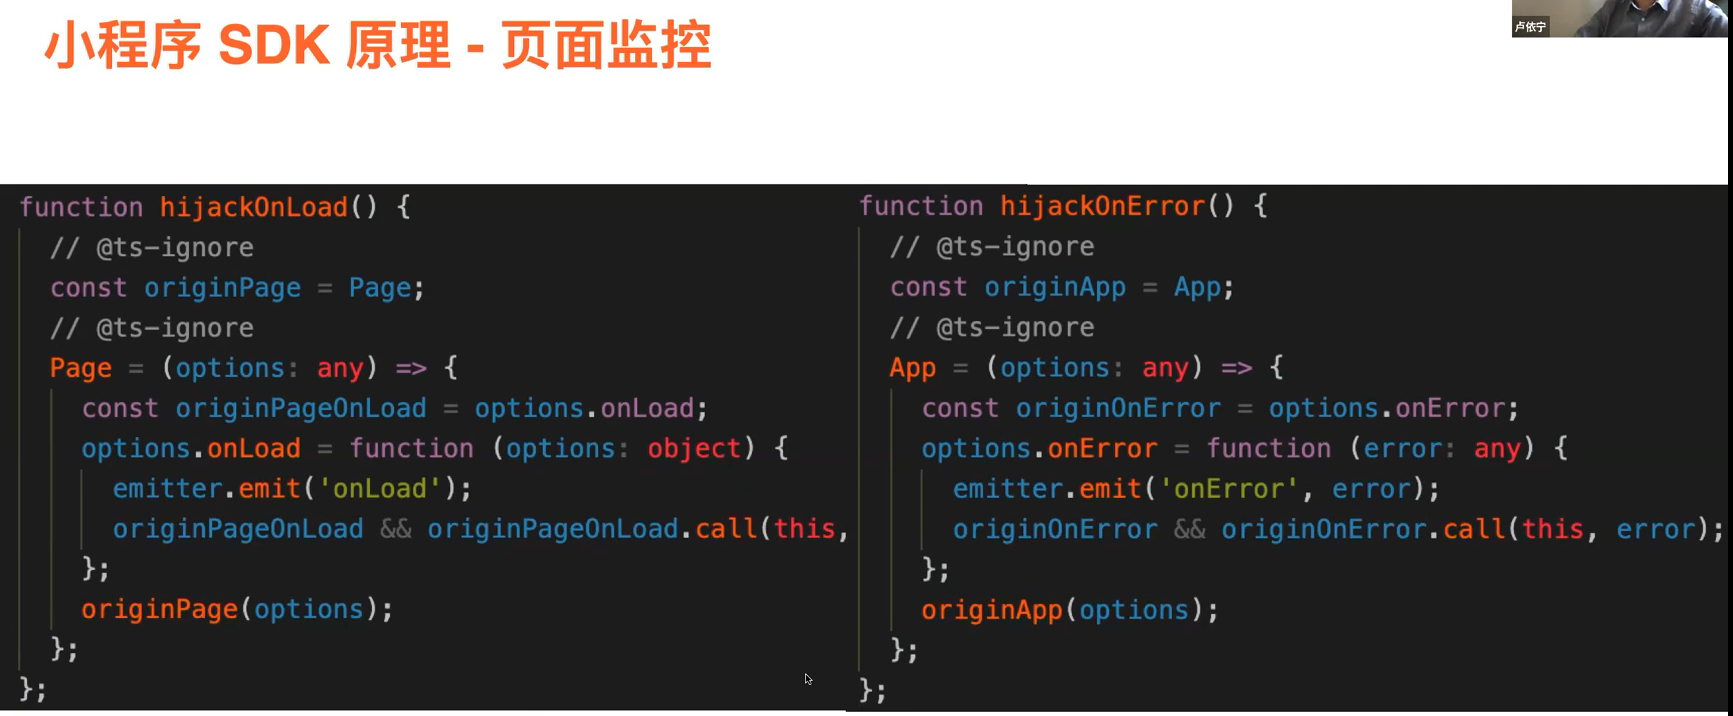 小程序 SDK 原理 - 页面监控
卢依宁
function hijackOnLoad() {
// @ts-ignore
const originPage = Page;
// @ts-ignore
Page = (options: any) => {
const originPageOnLoad = options.onLoad;
options.onLoad = function (options: object) {
emitter.emit('onLoad');
originPageOnLoad && originPageOnLoad.call(this,
};
originPage(options);
};
};
function hijackOnError() {
// @ts-ignore
const originApp = App;
// @ts-ignore
App = (options: any) => {
const originOnError = options.onError;
options.onError = function (error: any) {
emitter.emit('onError', error);
originOnError && originOnError.call(this, error);
};
originApp(options);
};
};